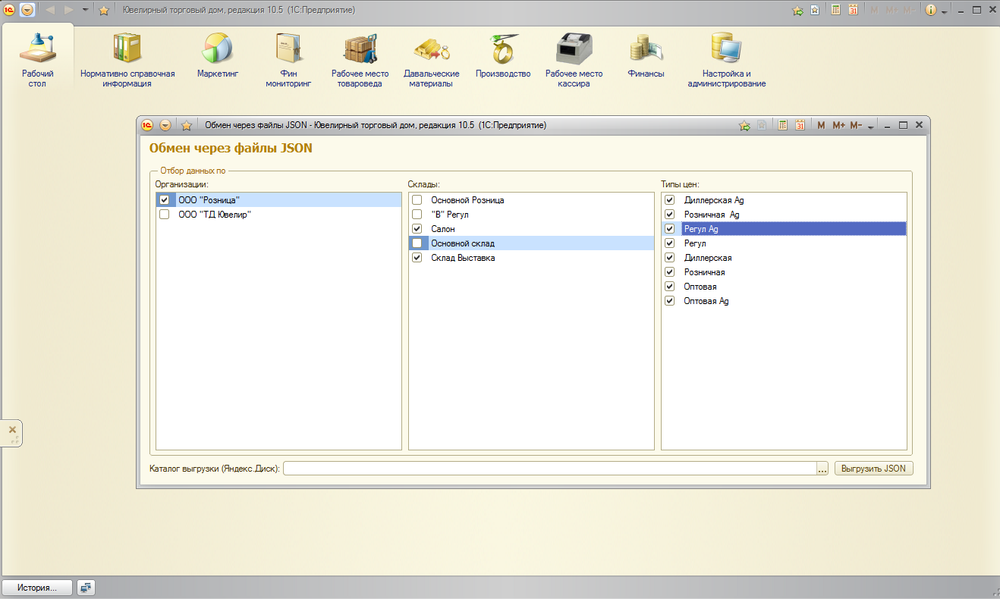 Ювелирный торговый дом, редакция 10.5 (1С:Предприятие)
31
M M+ M-
Рабочий
стол
Нормативно справочная
информация
Маркетинг
Фин
мониторинг
Рабочее место
товароведа
Давальческие
материалы
Производство
Рабочее место
кассира
Финансы
Настройка и
администрирование
Обмен через файлы JSON - Ювелирный торговый дом, редакция 10.5 (1С:Предприятие)
31
M M+ M-
Обмен через файлы JSON
Отбор данных по
Организации:
ООО "Розница"
ООО "ТД Ювелир"
Склады:
Основной Розница
"В" Регул
Салон
Основной склад
Склад Выставка
Типы цен:
Диллерская Ag
Розничная Ag
Регул Ag
Регул
Диллерская
Розничная
Оптовая
Оптовая Ag
Каталог выгрузки (Яндекс.Диск):
...
Выгрузить JSON
История...